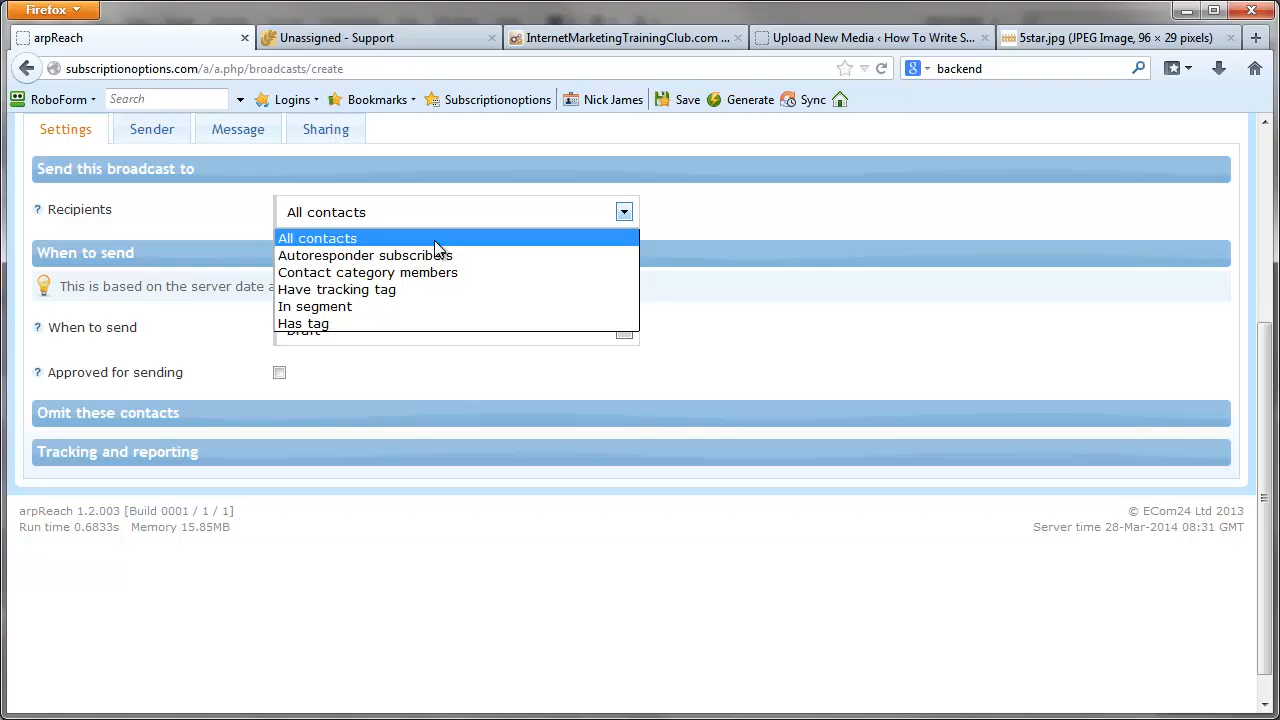 Firefox
arpReach
Unassigned - Support
InternetMarketingTrainingClub.com ...
Upload New Media ‹ How To Write S...
5star.jpg (JPEG Image, 96 × 29 pixels)
subscriptionoptions.com/a/a.php/broadcasts/create
backend
RoboForm
Search
Logins
Bookmarks
Subscriptionoptions
Nick James
Save
Generate
Sync
Settings
Sender
Message
Sharing
Send this broadcast to
? Recipients
All contacts
All contacts
Autoresponder subscribers
Contact category members
Have tracking tag
In segment
Has tag
When to send
This is based on the server date a
? When to send
Draft
? Approved for sending
Omit these contacts
Tracking and reporting
arpReach 1.2.003 [Build 0001 / 1 / 1]
© ECom24 Ltd 2013
Run time 0.6833s Memory 15.85MB
Server time 28-Mar-2014 08:31 GMT